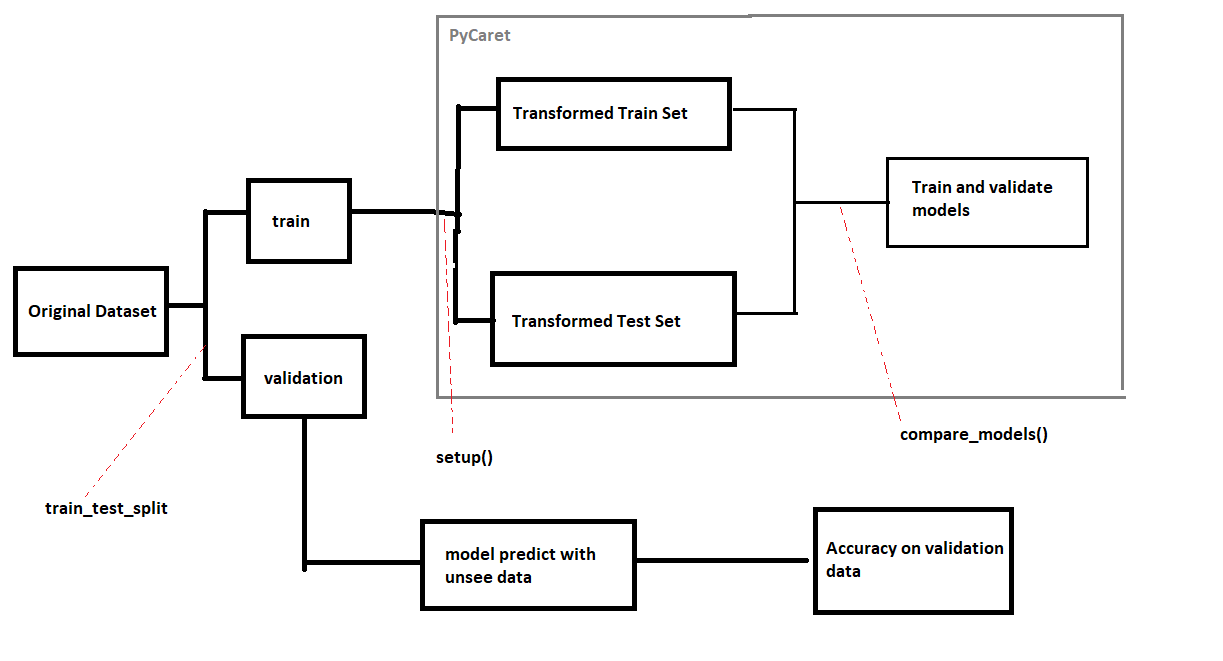 PyCaret
Transformed Train Set
Train and validate
models
train
Original Dataset
Transformed Test Set
validation
compare_models()
setup()
train_test_split
model predict with
unsee data
Accuracy on validation
data